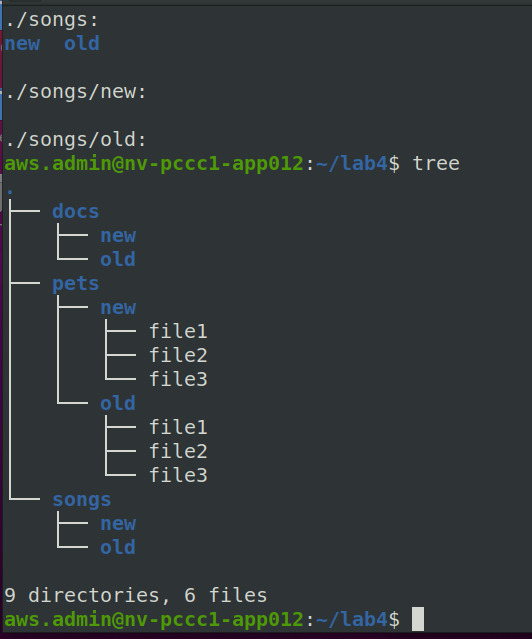 ./songs:
new  old

./songs/new:

./songs/old:
aws.admin@nv-pccc1-app012:~/lab4$ tree
.
├── docs
│   ├── new
│   └── old
├── pets
│   ├── new
│   │   ├── file1
│   │   ├── file2
│   │   └── file3
│   └── old
│       ├── file1
│       ├── file2
│       └── file3
└── songs
    ├── new
    └── old

9 directories, 6 files
aws.admin@nv-pccc1-app012:~/lab4$